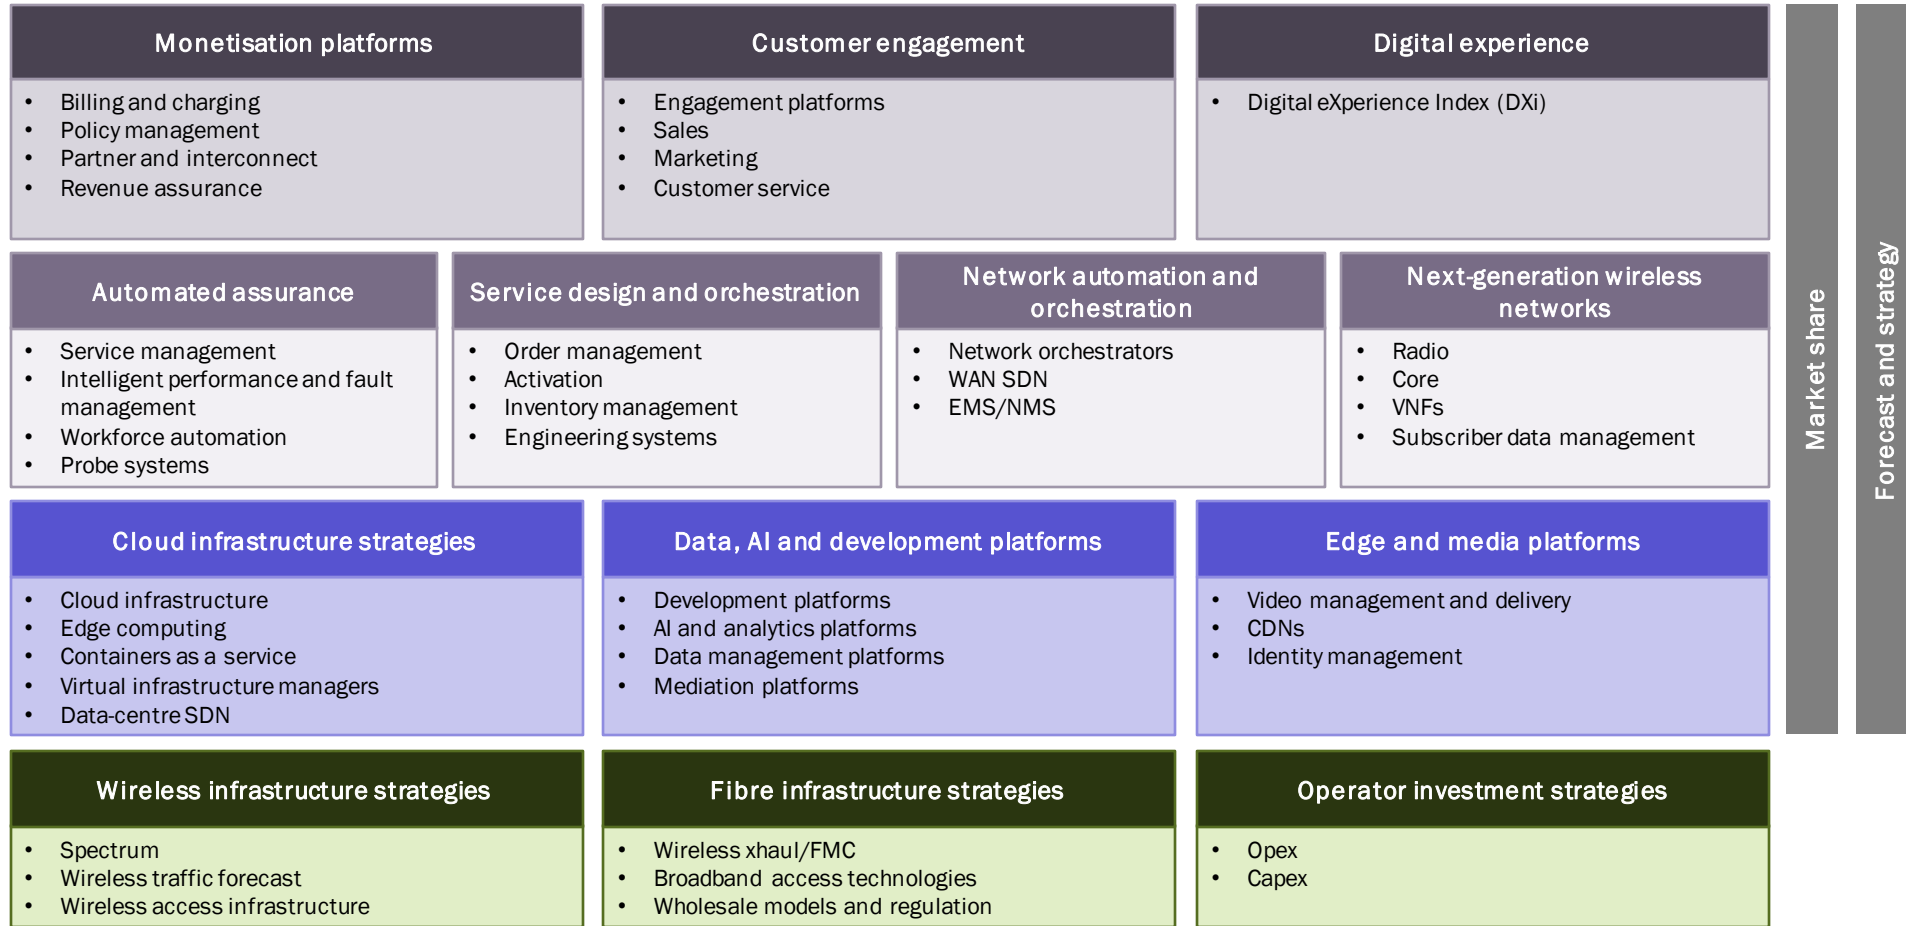 Monetisation platforms
• Billing and charging
• Policy management
• Partner and interconnect
• Revenue assurance
Customer engagement
• Engagement platforms
• Sales
• Marketing
• Customer service
Digital experience
• Digital eXperience Index (DXi)
Automated assurance
• Service management
• Intelligent performance and fault
management
• Workforce automation
• Probe systems
Service design and orchestration
• Order management
• Activation
• Inventory management
• Engineering systems
Network automation and
orchestration
• Network orchestrators
• WAN SDN
• EMS/NMS
Next-generation wireless
networks
• Radio
• Core
• VNFs
• Subscriber data management
Cloud infrastructure strategies
• Cloud infrastructure
• Edge computing
• Containers as a service
• Virtual infrastructure managers
• Data-centre SDN
Data, AI and development platforms
• Development platforms
• AI and analytics platforms
• Data management platforms
• Mediation platforms
Edge and media platforms
• Video management and delivery
• CDNs
• Identity management
Wireless infrastructure strategies
• Spectrum
• Wireless traffic forecast
• Wireless access infrastructure
Fibre infrastructure strategies
• Wireless xhaul/FMC
• Broadband access technologies
• Wholesale models and regulation
Operator investment strategies
• Opex
• Capex
Market share
Forecast and strategy